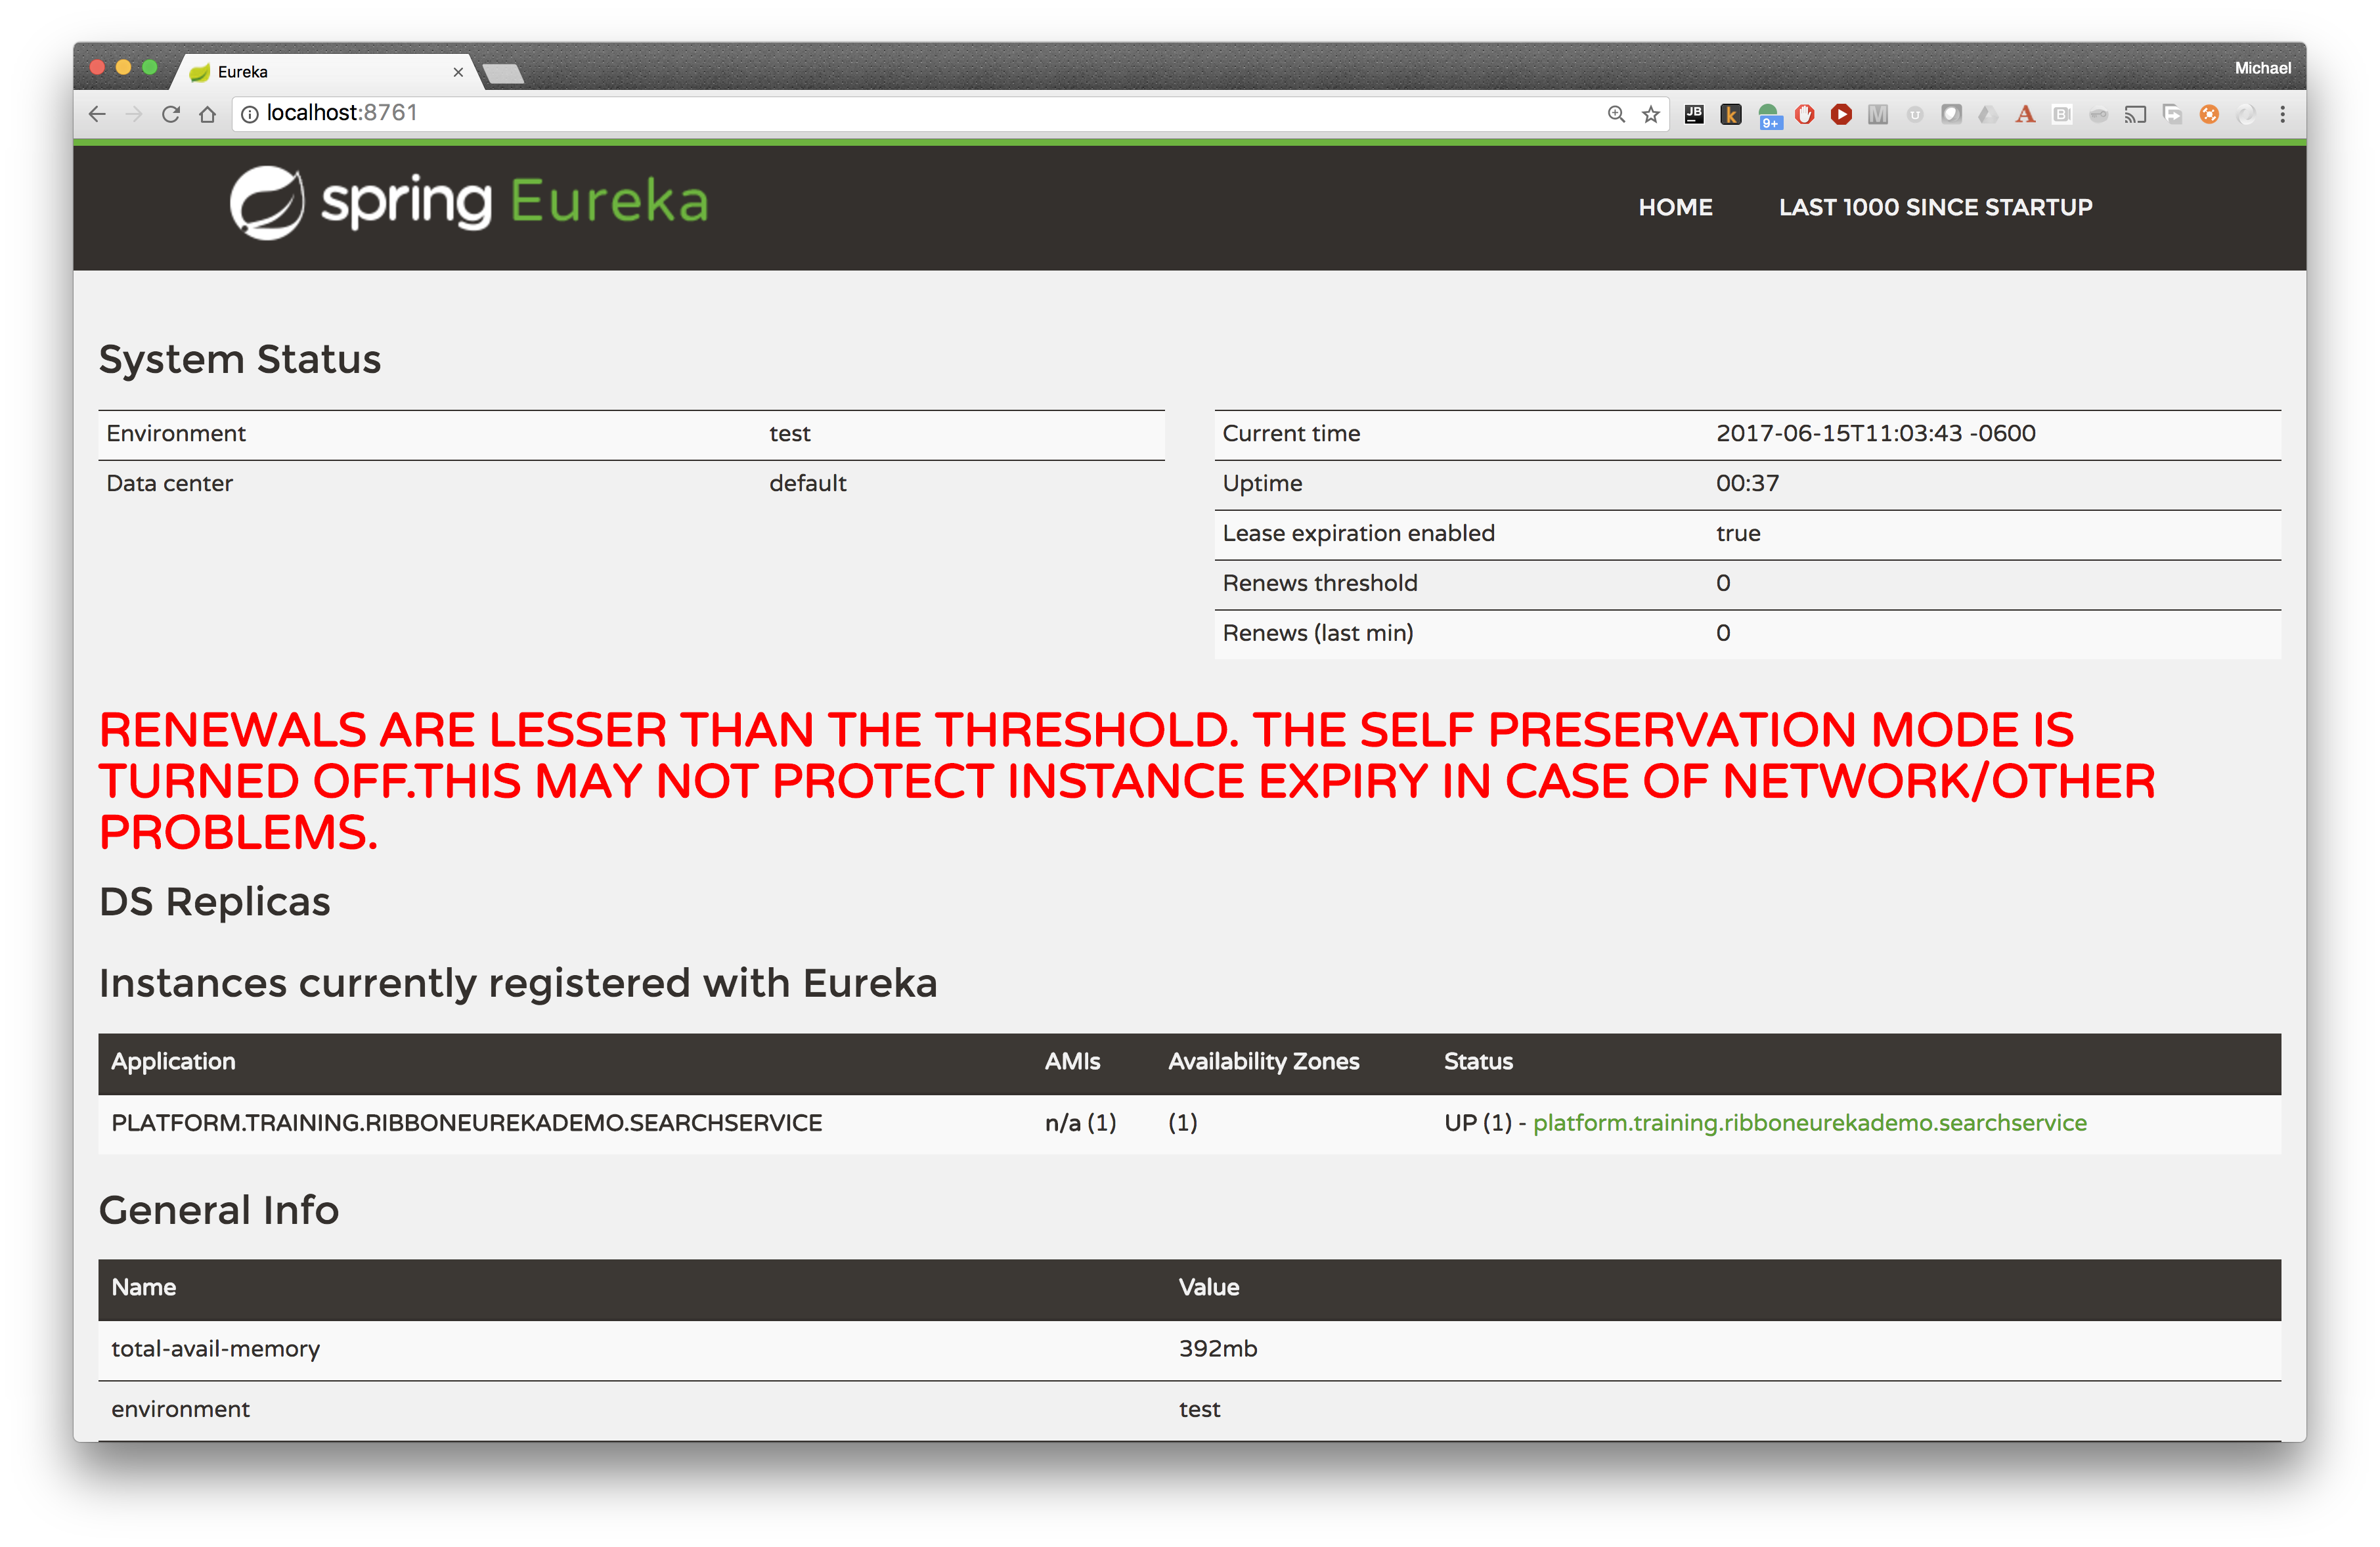 Eureka
Michael
localhost:8761
JB
k
9+
M
U
A
B
spring Eureka
HOME LAST 1000 SINCE STARTUP
System Status
Environment test
Data center default
Current time 2017-06-15T11:03:43 -0600
Uptime 00:37
Lease expiration enabled true
Renews threshold 0
Renews (last min) 0
RENEWALS ARE LESSER THAN THE THRESHOLD. THE SELF PRESERVATION MODE IS
TURNED OFF.THIS MAY NOT PROTECT INSTANCE EXPIRY IN CASE OF NETWORK/OTHER
PROBLEMS.
DS Replicas
Instances currently registered with Eureka
Application AMIs Availability Zones Status
PLATFORM.TRAINING.RIBBONEUREKADEMO.SEARCHSERVICE n/a (1) (1) UP (1) - platform.training.ribboneurekademo.searchservice
General Info
Name Value
total-avail-memory 392mb
environment test